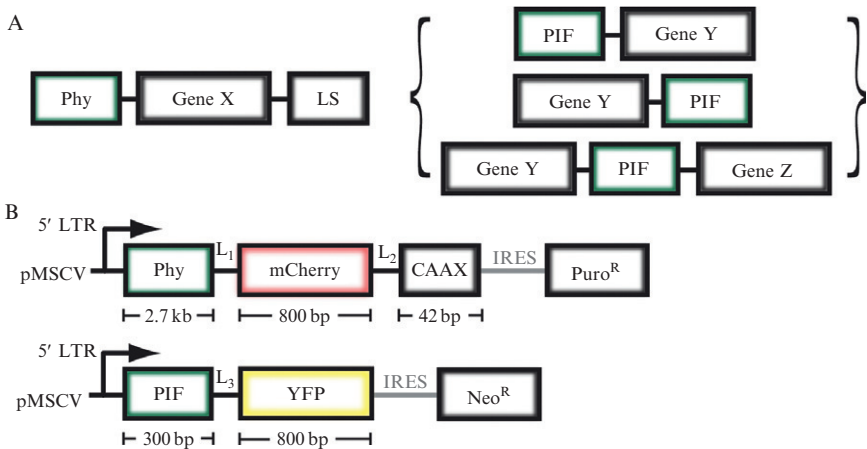 A
PIF Gene Y
Phy Gene X LS
Gene Y PIF
Gene Y PIF Gene Z
B
5′ LTR
pMSCV Phy L₁ mCherry L₂ CAAX IRES Puroᴿ
2.7 kb 800 bp 42 bp
5′ LTR
pMSCV PIF L₃ YFP IRES Neoᴿ
300 bp 800 bp